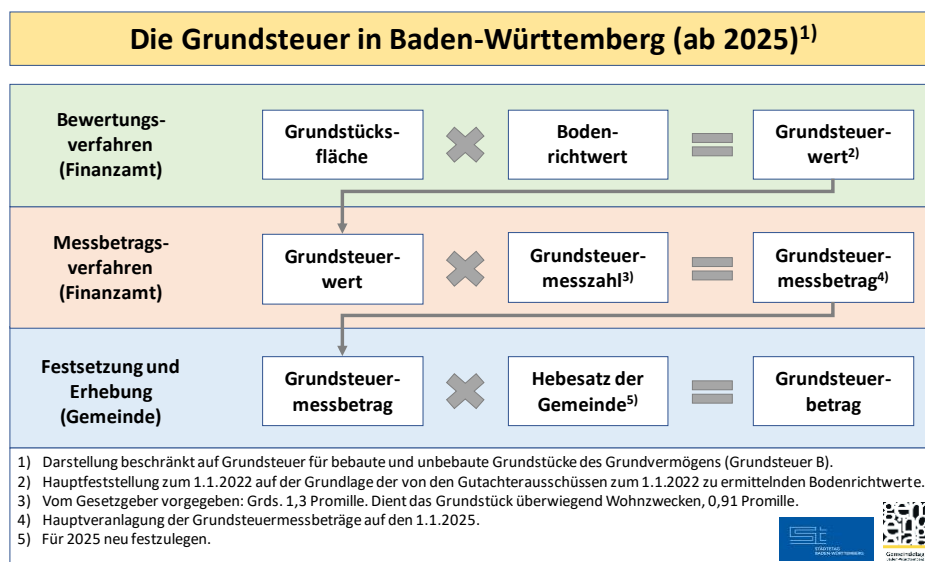 Die Grundsteuer in Baden-Württemberg (ab 2025)1)
Bewertungs-
verfahren
(Finanzamt)
Grundstücks-
fläche
Boden-
richtwert
Grundsteuer-
wert2)
Messbetrags-
verfahren
(Finanzamt)
Grundsteuer-
wert
Grundsteuer-
messzahl3)
Grundsteuer-
messbetrag4)
Festsetzung und
Erhebung
(Gemeinde)
Grundsteuer-
messbetrag
Hebesatz der
Gemeinde5)
Grundsteuer-
betrag
1) Darstellung beschränkt auf Grundsteuer für bebaute und unbebaute Grundstücke des Grundvermögens (Grundsteuer B).
2) Hauptfeststellung zum 1.1.2022 auf der Grundlage der von den Gutachterausschüssen zum 1.1.2022 zu ermittelnden Bodenrichtwerte.
3) Vom Gesetzgeber vorgegeben: Grds. 1,3 Promille. Dient das Grundstück überwiegend Wohnzwecken, 0,91 Promille.
4) Hauptveranlagung der Grundsteuermessbeträge auf den 1.1.2025.
5) Für 2025 neu festzulegen.
STÄDTETAG
BADEN-WÜRTTEMBERG
Gemeindetag